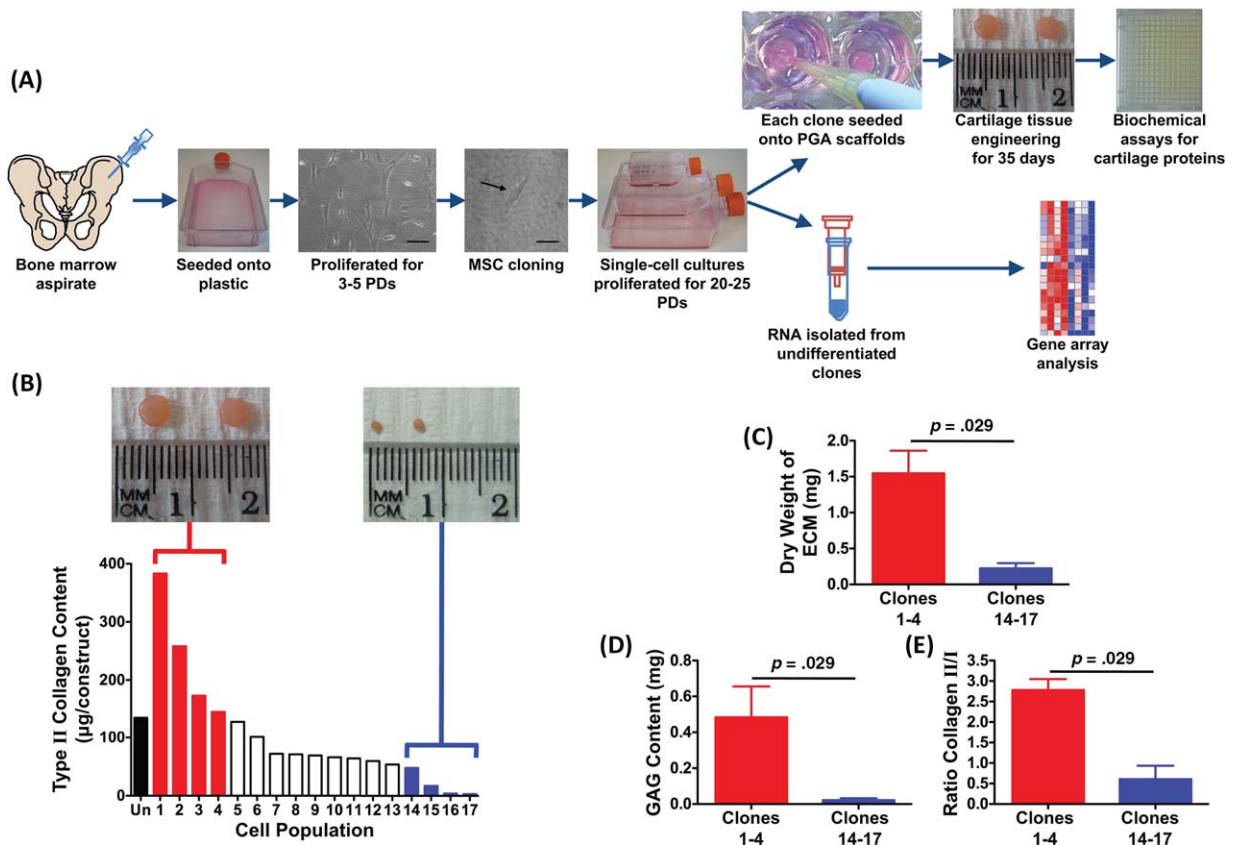 (A)
Bone marrow
aspirate
Seeded onto
plastic
Proliferated for
3-5 PDs
MSC cloning
Single-cell cultures
proliferated for 20-25
PDs
Each clone seeded
onto PGA scaffolds
MM
CM
1
2
Cartilage tissue
engineering
for 35 days
Biochemical
assays for
cartilage proteins
RNA isolated from
undifferentiated
clones
Gene array
analysis
(B)
MM
CM
1
2
MM
CM
1
2
Type II Collagen Content
(µg/construct)
400
300
200
100
0
Un 1 2 3 4 5 6 7 8 9 10 11 12 13 14 15 16 17
Cell Population
(C)
p = .029
Dry Weight of
ECM (mg)
2.0
1.5
1.0
0.5
0.0
Clones
1-4
Clones
14-17
(D)
p = .029
GAG Content (mg)
0.8
0.6
0.4
0.2
0.0
Clones
1-4
Clones
14-17
(E)
p = .029
Ratio Collagen II/I
3.5
3.0
2.5
2.0
1.5
1.0
0.5
0.0
Clones
1-4
Clones
14-17